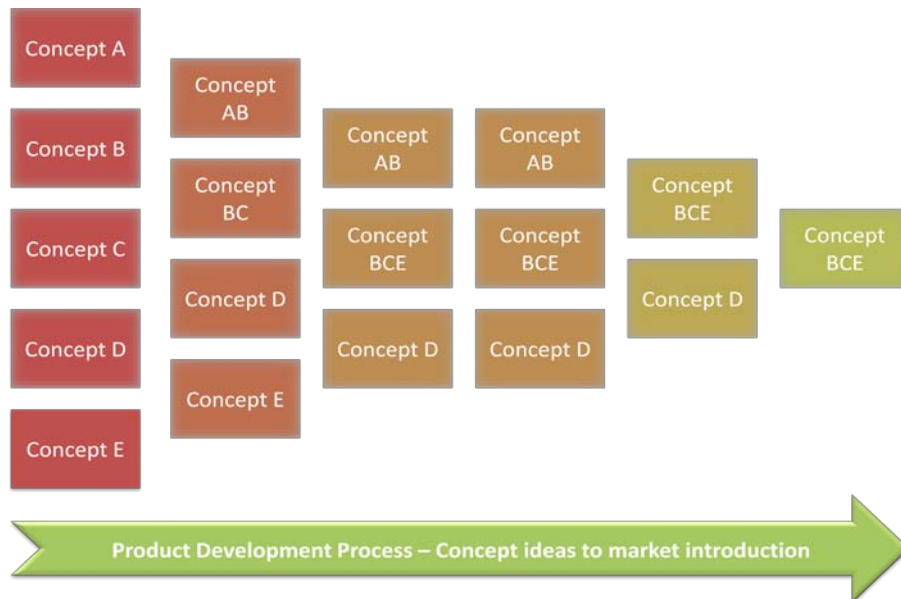 Concept A
Concept B
Concept C
Concept D
Concept E
Concept
AB
Concept
BC
Concept D
Concept E
Concept
AB
Concept
BCE
Concept D
Concept
AB
Concept
BCE
Concept D
Concept
BCE
Concept D
Concept
BCE
Product Development Process – Concept ideas to market introduction